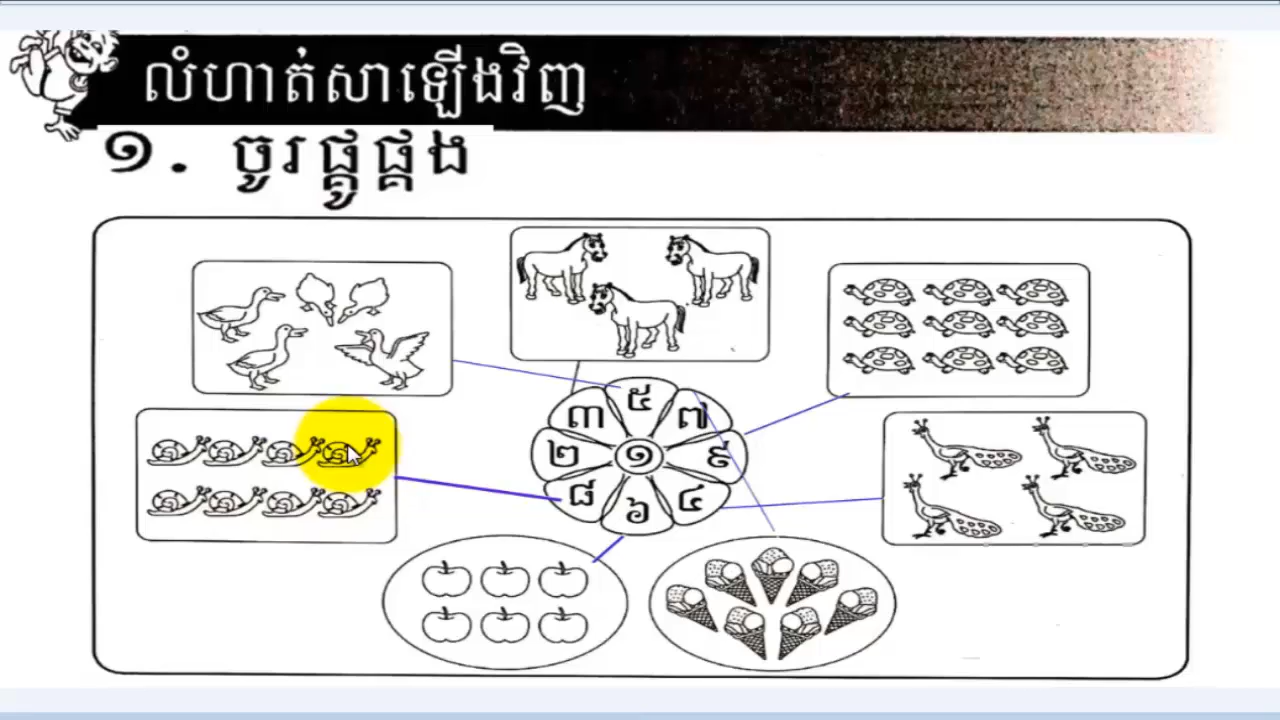 លំហាត់សាឡើងវិញ
១. ចូរផ្គូផ្គង
៥
៣ ៧
២ ១ ៩
៨ ៤
៦